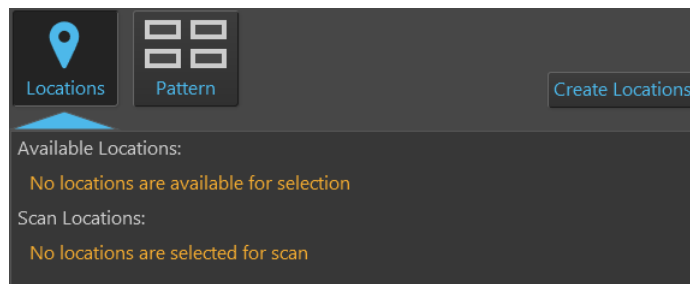 Locations
Pattern
Create Locations
Available Locations:
No locations are available for selection
Scan Locations:
No locations are selected for scan